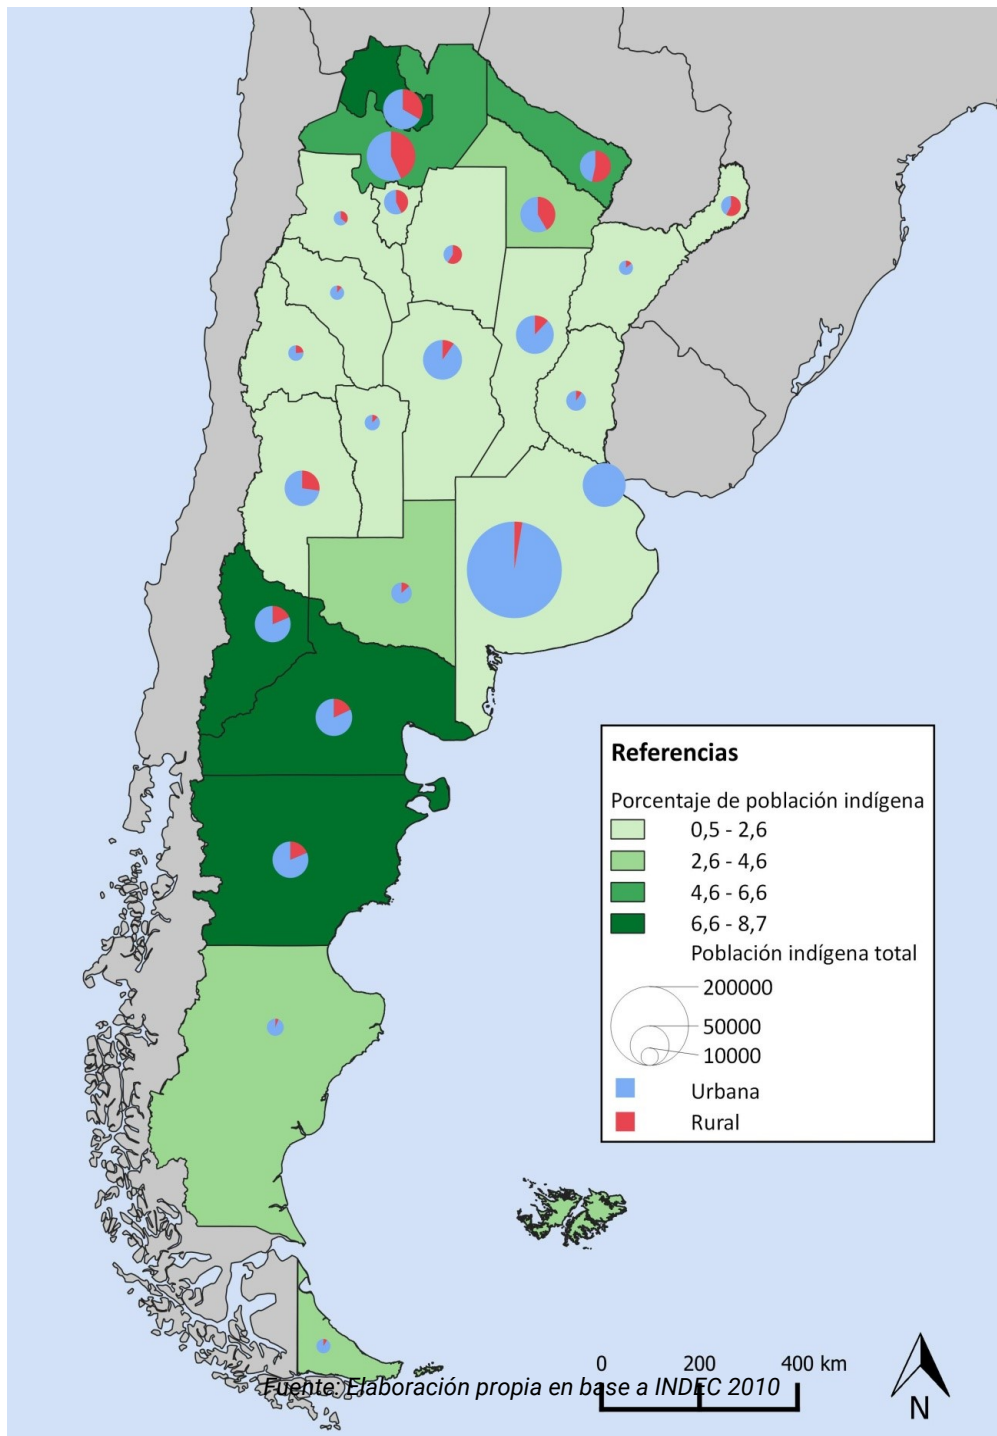 Referencias
Porcentaje de población indígena
0,5 - 2,6
2,6 - 4,6
4,6 - 6,6
6,6 - 8,7
Población indígena total
200000
50000
10000
Urbana
Rural
0 200 400 km
N
Fuente: Elaboración propia en base a INDEC 2010